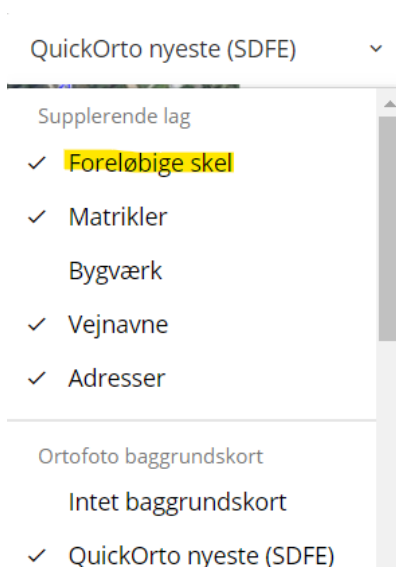 QuickOrto nyeste (SDFE)
Supplerende lag
Foreløbige skel
Matrikler
Bygværk
Vejnavne
Adresser
Ortofoto baggrundskort
Intet baggrundskort
QuickOrto nyeste (SDFE)